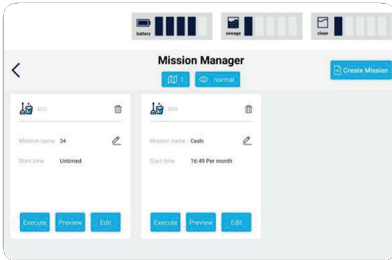 battery
sewage
clean
Mission Manager
1
normal
Create Mission
Mission name 34
Start time Untimed
Execute Preview Edit
Mission name Ceshi
Start time 16:49 Per month
Execute Preview Edit